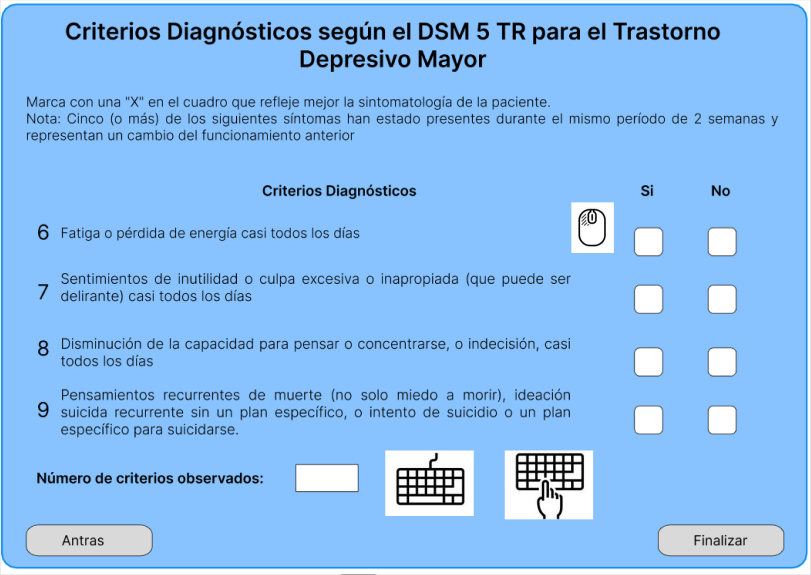 Criterios Diagnósticos según el DSM 5 TR para el Trastorno
Depresivo Mayor
Marca con una "X" en el cuadro que refleje mejor la sintomatología de la paciente.
Nota: Cinco (o más) de los siguientes síntomas han estado presentes durante el mismo período de 2 semanas y
representan un cambio del funcionamiento anterior
Criterios Diagnósticos Si No
6 Fatiga o pérdida de energía casi todos los días
7 Sentimientos de inutilidad o culpa excesiva o inapropiada (que puede ser
delirante) casi todos los días
8 Disminución de la capacidad para pensar o concentrarse, o indecisión, casi
todos los días
9 Pensamientos recurrentes de muerte (no solo miedo a morir), ideación
suicida recurrente sin un plan específico, o intento de suicidio o un plan
específico para suicidarse.
Número de criterios observados:
Antras Finalizar